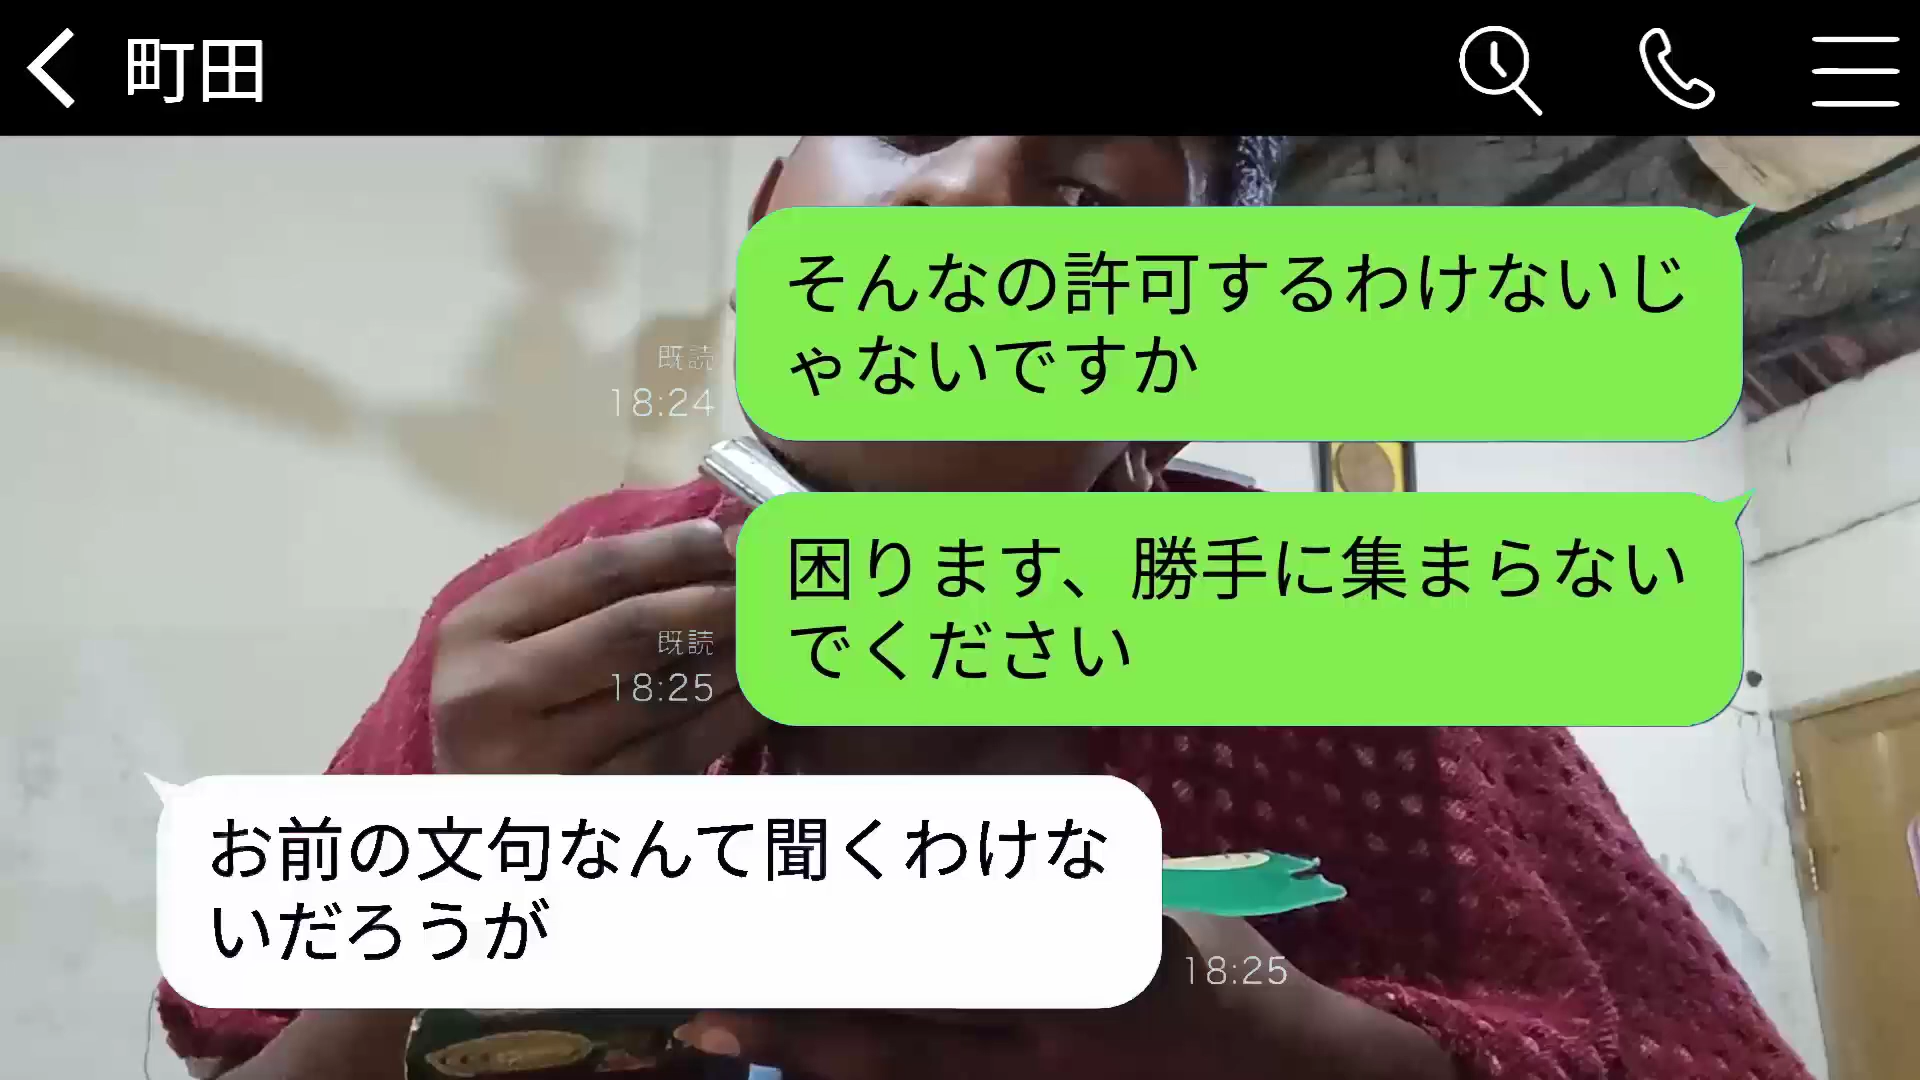 町田
そんなの許可するわけないじ
ゃないですか
既読
18:24
困ります、勝手に集まらない
でください
既読
18:25
お前の文句なんて聞くわけな
いだろうが
18:25